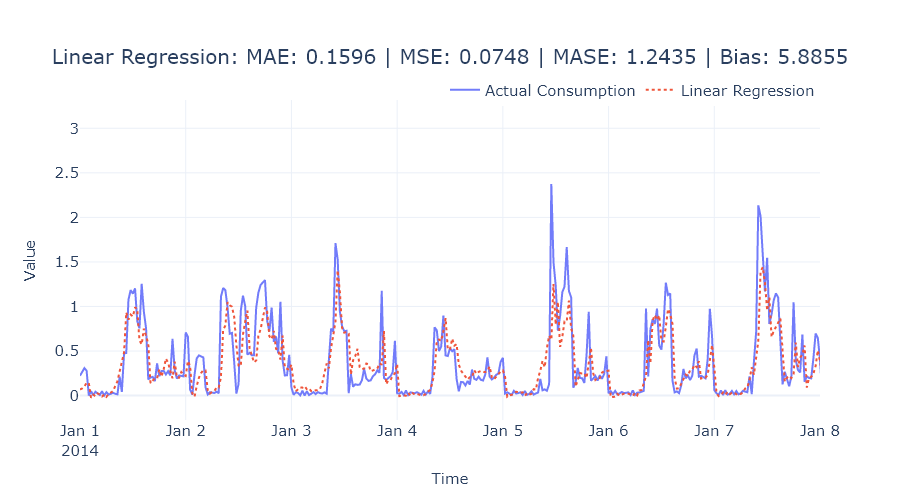 Linear Regression: MAE: 0.1596 | MSE: 0.0748 | MASE: 1.2435 | Bias: 5.8855
Actual Consumption
Linear Regression
3
2.5
2
1.5
1
0.5
0
Value
Jan 1
2014
Jan 2
Jan 3
Jan 4
Jan 5
Jan 6
Jan 7
Jan 8
Time